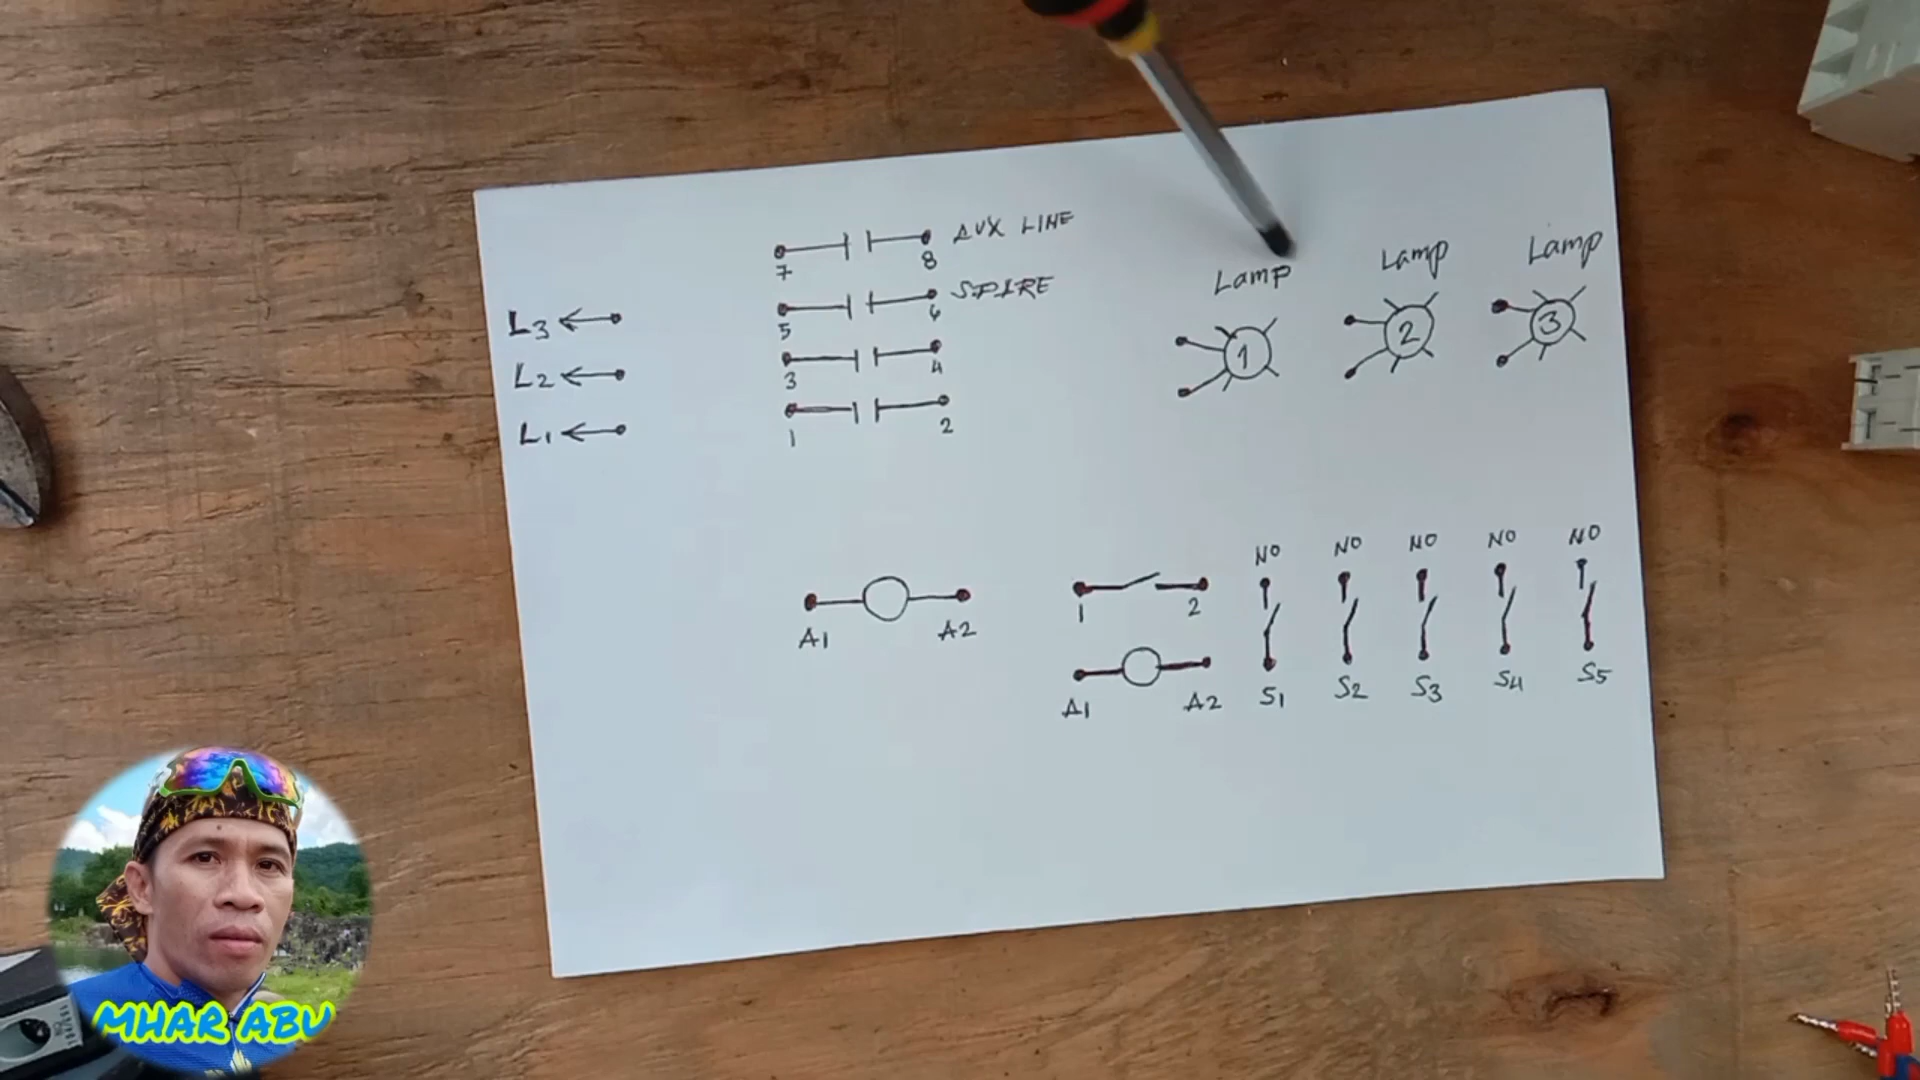 AUX LINE
7 8
SPARE
5 6
3 4
1 2
L3
L2
L1
Lamp Lamp Lamp
1 2 3
NO NO NO NO NO
1 2
A1 A2
A1 A2
S1 S2 S3 S4 S5
MHAR ABU